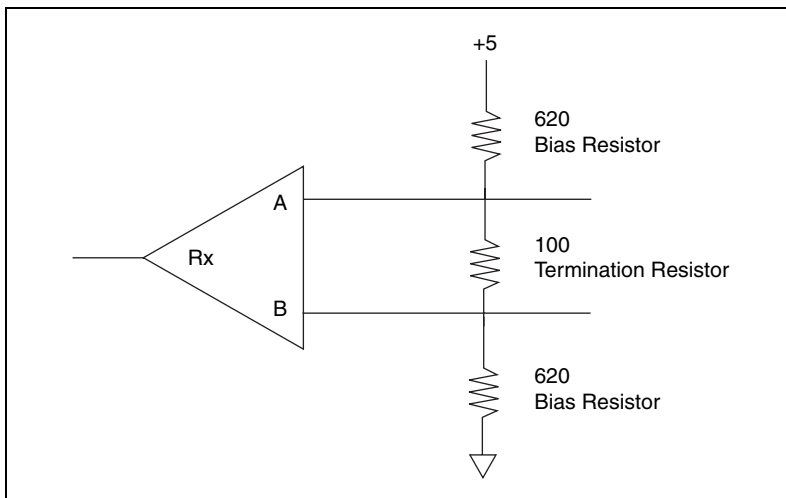 +5
620
Bias Resistor
A
100
Rx
Termination Resistor
B
620
Bias Resistor